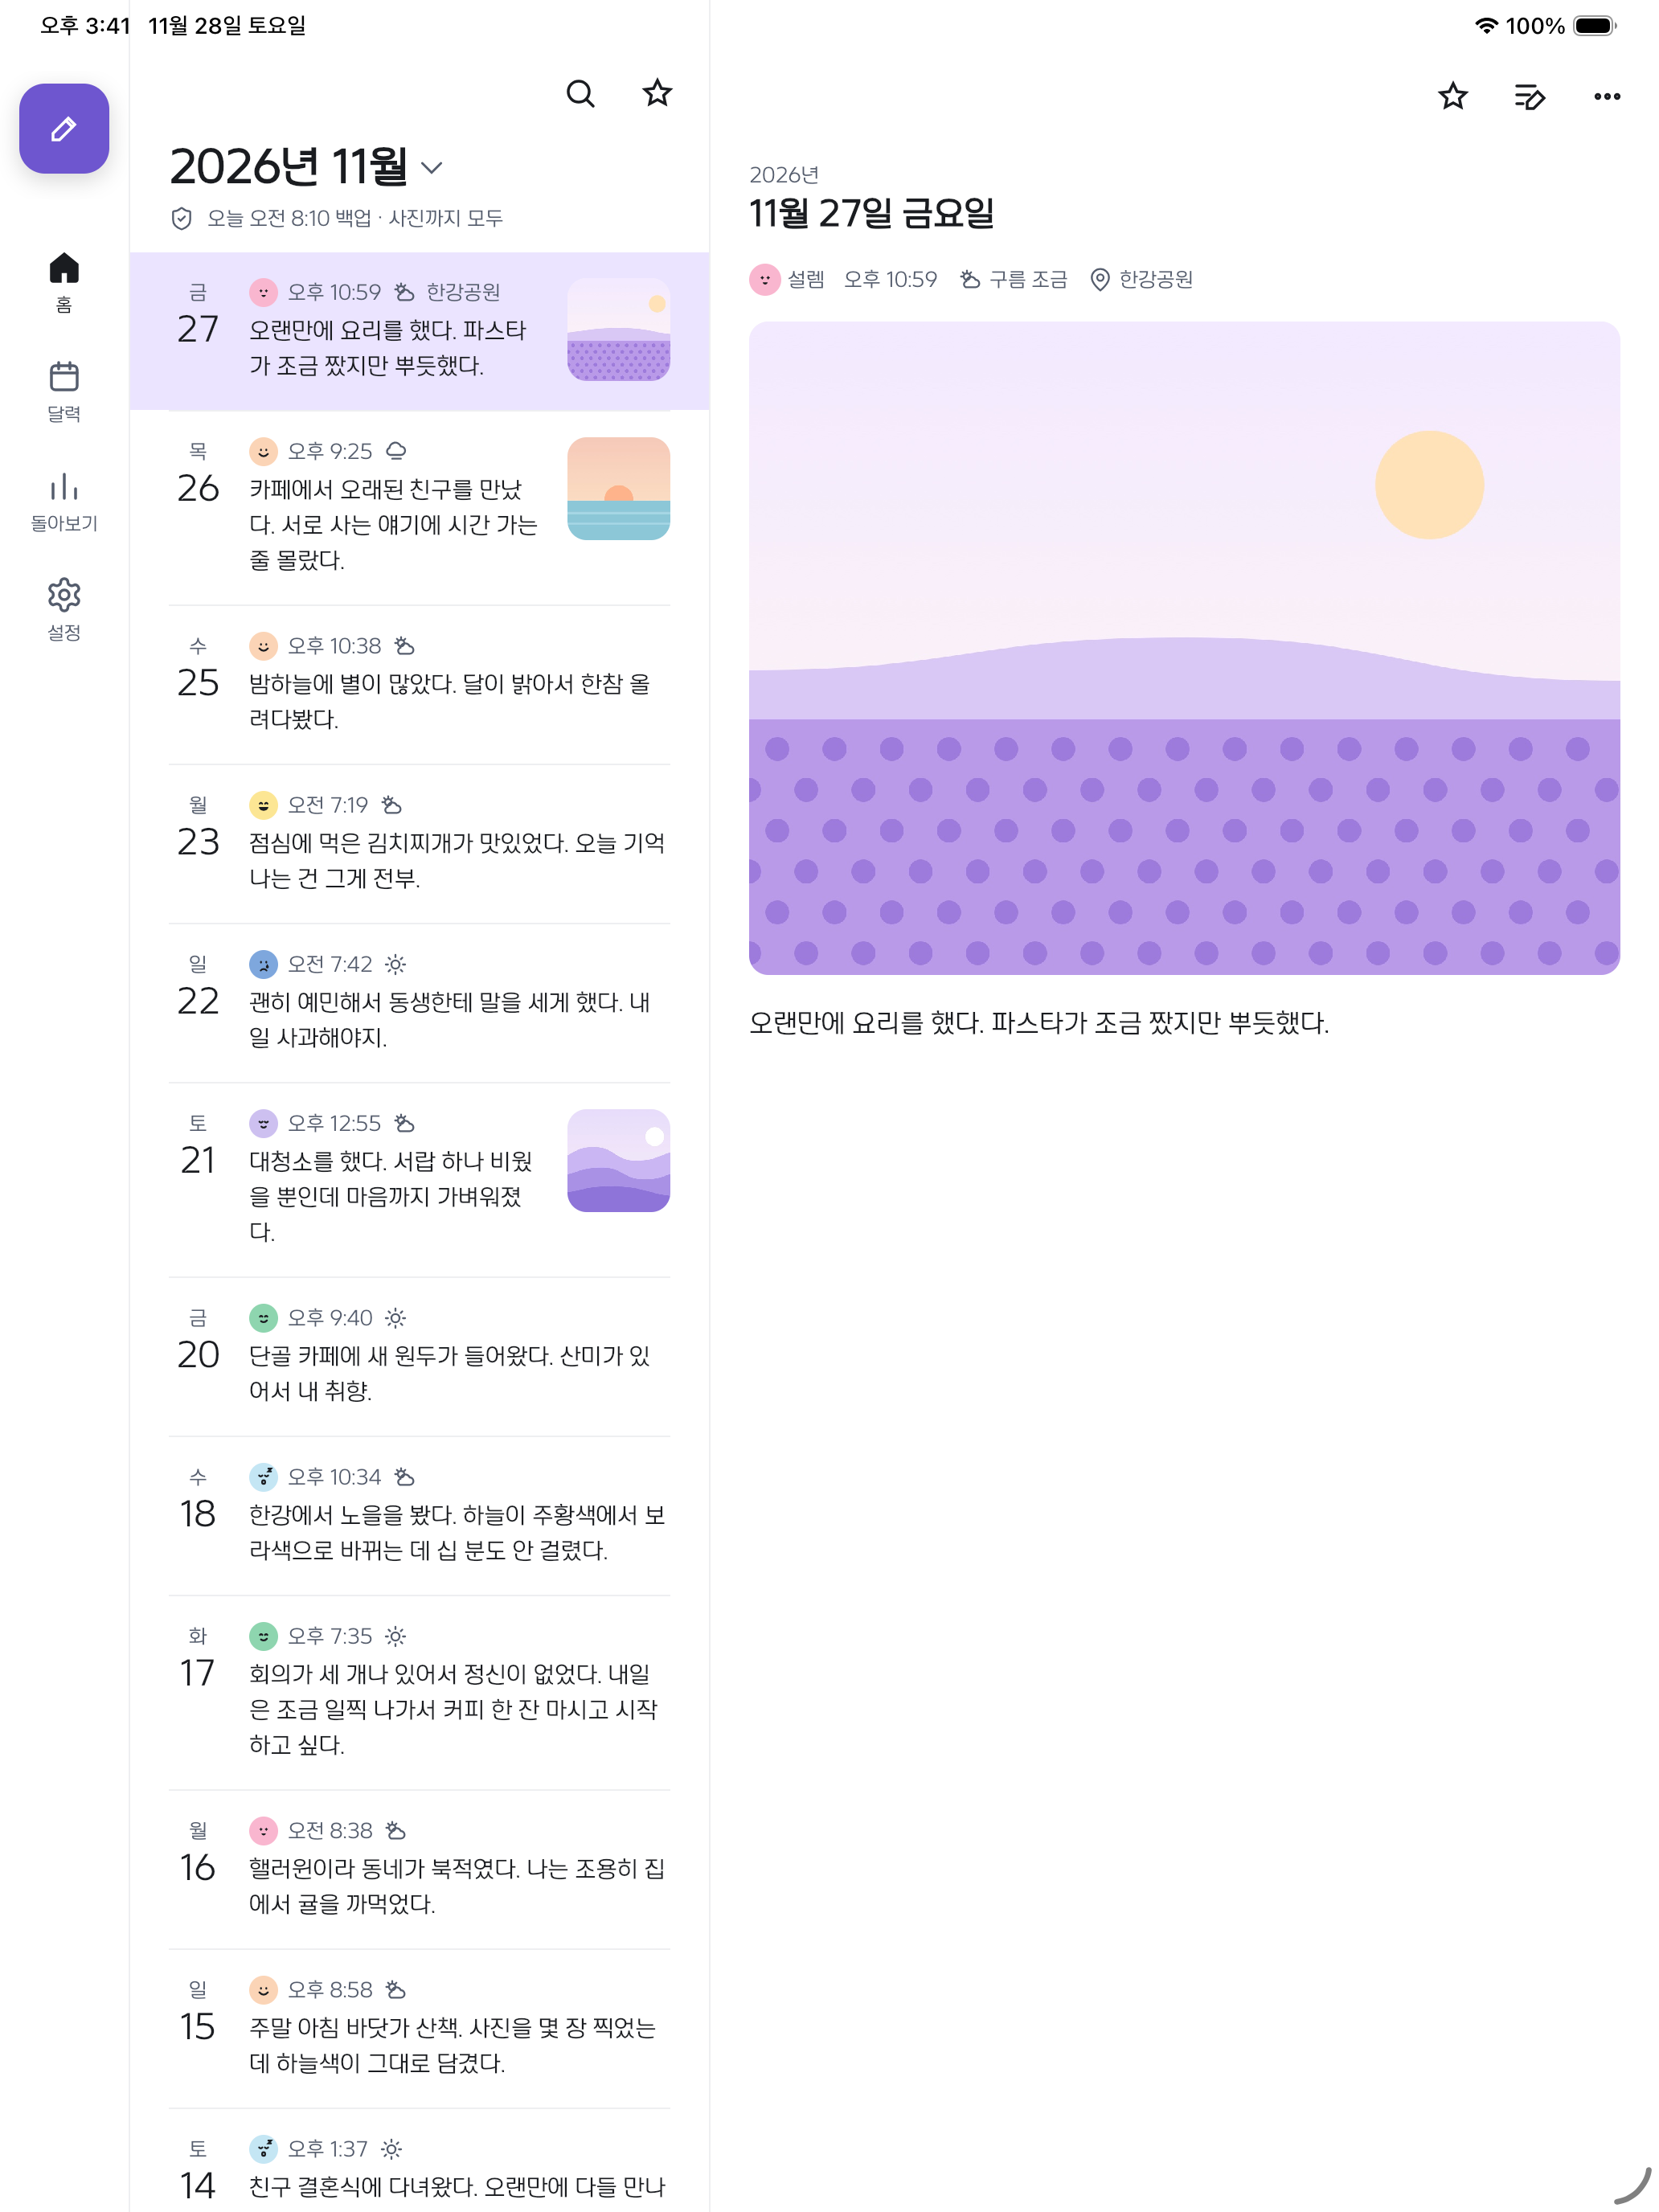 오후 3:41 11월 28일 토요일
100%
홈
달력
돌아보기
설정
2026년 11월
오늘 오전 8:10 백업 · 사진까지 모두
금
27
오후 10:59 한강공원
오랜만에 요리를 했다. 파스타
가 조금 짰지만 뿌듯했다.
목
26
오후 9:25
카페에서 오래된 친구를 만났
다. 서로 사는 얘기에 시간 가는
줄 몰랐다.
수
25
오후 10:38
밤하늘에 별이 많았다. 달이 밝아서 한참 올
려다봤다.
월
23
오전 7:19
점심에 먹은 김치찌개가 맛있었다. 오늘 기억
나는 건 그게 전부.
일
22
오전 7:42
괜히 예민해서 동생한테 말을 세게 했다. 내
일 사과해야지.
토
21
오후 12:55
대청소를 했다. 서랍 하나 비웠
을 뿐인데 마음까지 가벼워졌
다.
금
20
오후 9:40
단골 카페에 새 원두가 들어왔다. 산미가 있
어서 내 취향.
수
18
오후 10:34
한강에서 노을을 봤다. 하늘이 주황색에서 보
라색으로 바뀌는 데 십 분도 안 걸렸다.
화
17
오후 7:35
회의가 세 개나 있어서 정신이 없었다. 내일
은 조금 일찍 나가서 커피 한 잔 마시고 시작
하고 싶다.
월
16
오전 8:38
핼러윈이라 동네가 북적였다. 나는 조용히 집
에서 귤을 까먹었다.
일
15
오후 8:58
주말 아침 바닷가 산책. 사진을 몇 장 찍었는
데 하늘색이 그대로 담겼다.
토
14
오후 1:37
친구 결혼식에 다녀왔다. 오랜만에 다들 만나
2026년
11월 27일 금요일
설렘 오후 10:59 구름 조금 한강공원
오랜만에 요리를 했다. 파스타가 조금 짰지만 뿌듯했다.